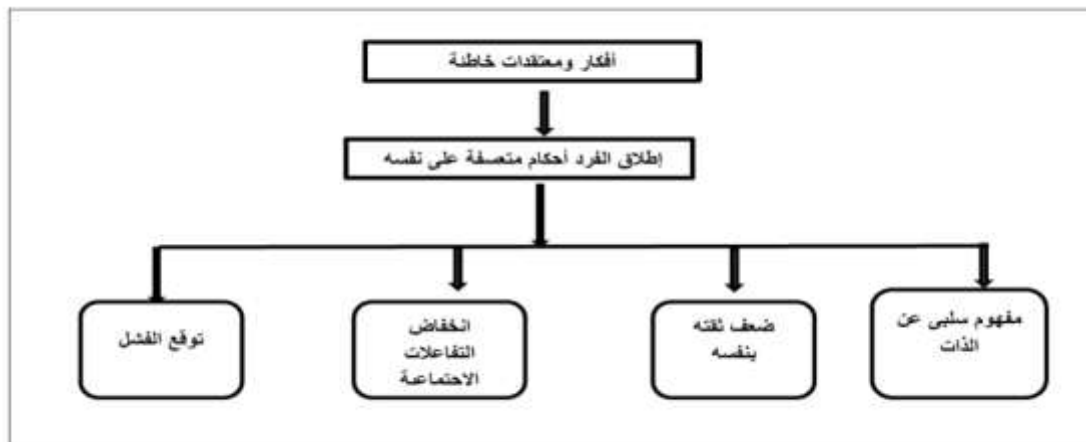 أفكار ومعتقدات خاطئة
إطلاق الفرد أحكام متعسفة على نفسه
مفهوم سلبى عن
الذات
ضعف ثقته
بنفسه
انخفاض
التفاعلات
الاجتماعية
توقع الفشل